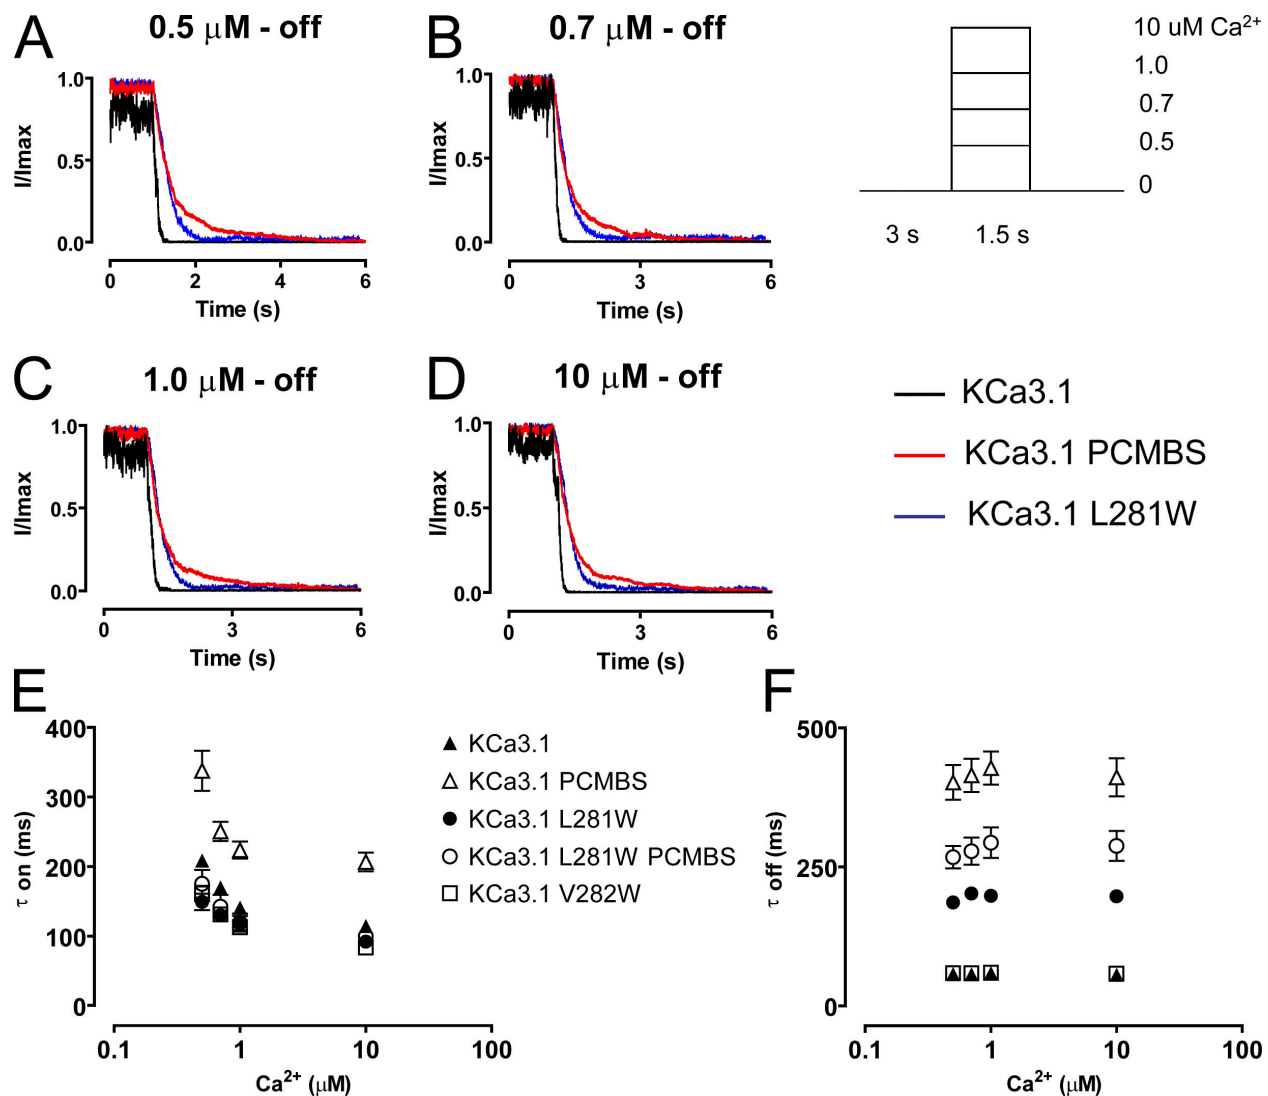 A
0.5 μM - off
I/Imax
1.0
0.5
0.0
0 2 4 6
Time (s)
B
0.7 μM - off
I/Imax
1.0
0.5
0.0
0 3 6
Time (s)
10 uM Ca²⁺
1.0
0.7
0.5
0
3 s 1.5 s
C
1.0 μM - off
I/Imax
1.0
0.5
0.0
0 3 6
Time (s)
D
10 μM - off
I/Imax
1.0
0.5
0.0
0 3 6
Time (s)
KCa3.1
KCa3.1 PCMBS
KCa3.1 L281W
E
τ on (ms)
400
300
200
100
0
0.1 1 10 100
Ca²⁺ (μM)
KCa3.1
KCa3.1 PCMBS
KCa3.1 L281W
KCa3.1 L281W PCMBS
KCa3.1 V282W
F
τ off (ms)
500
250
0
0.1 1 10 100
Ca²⁺ (μM)